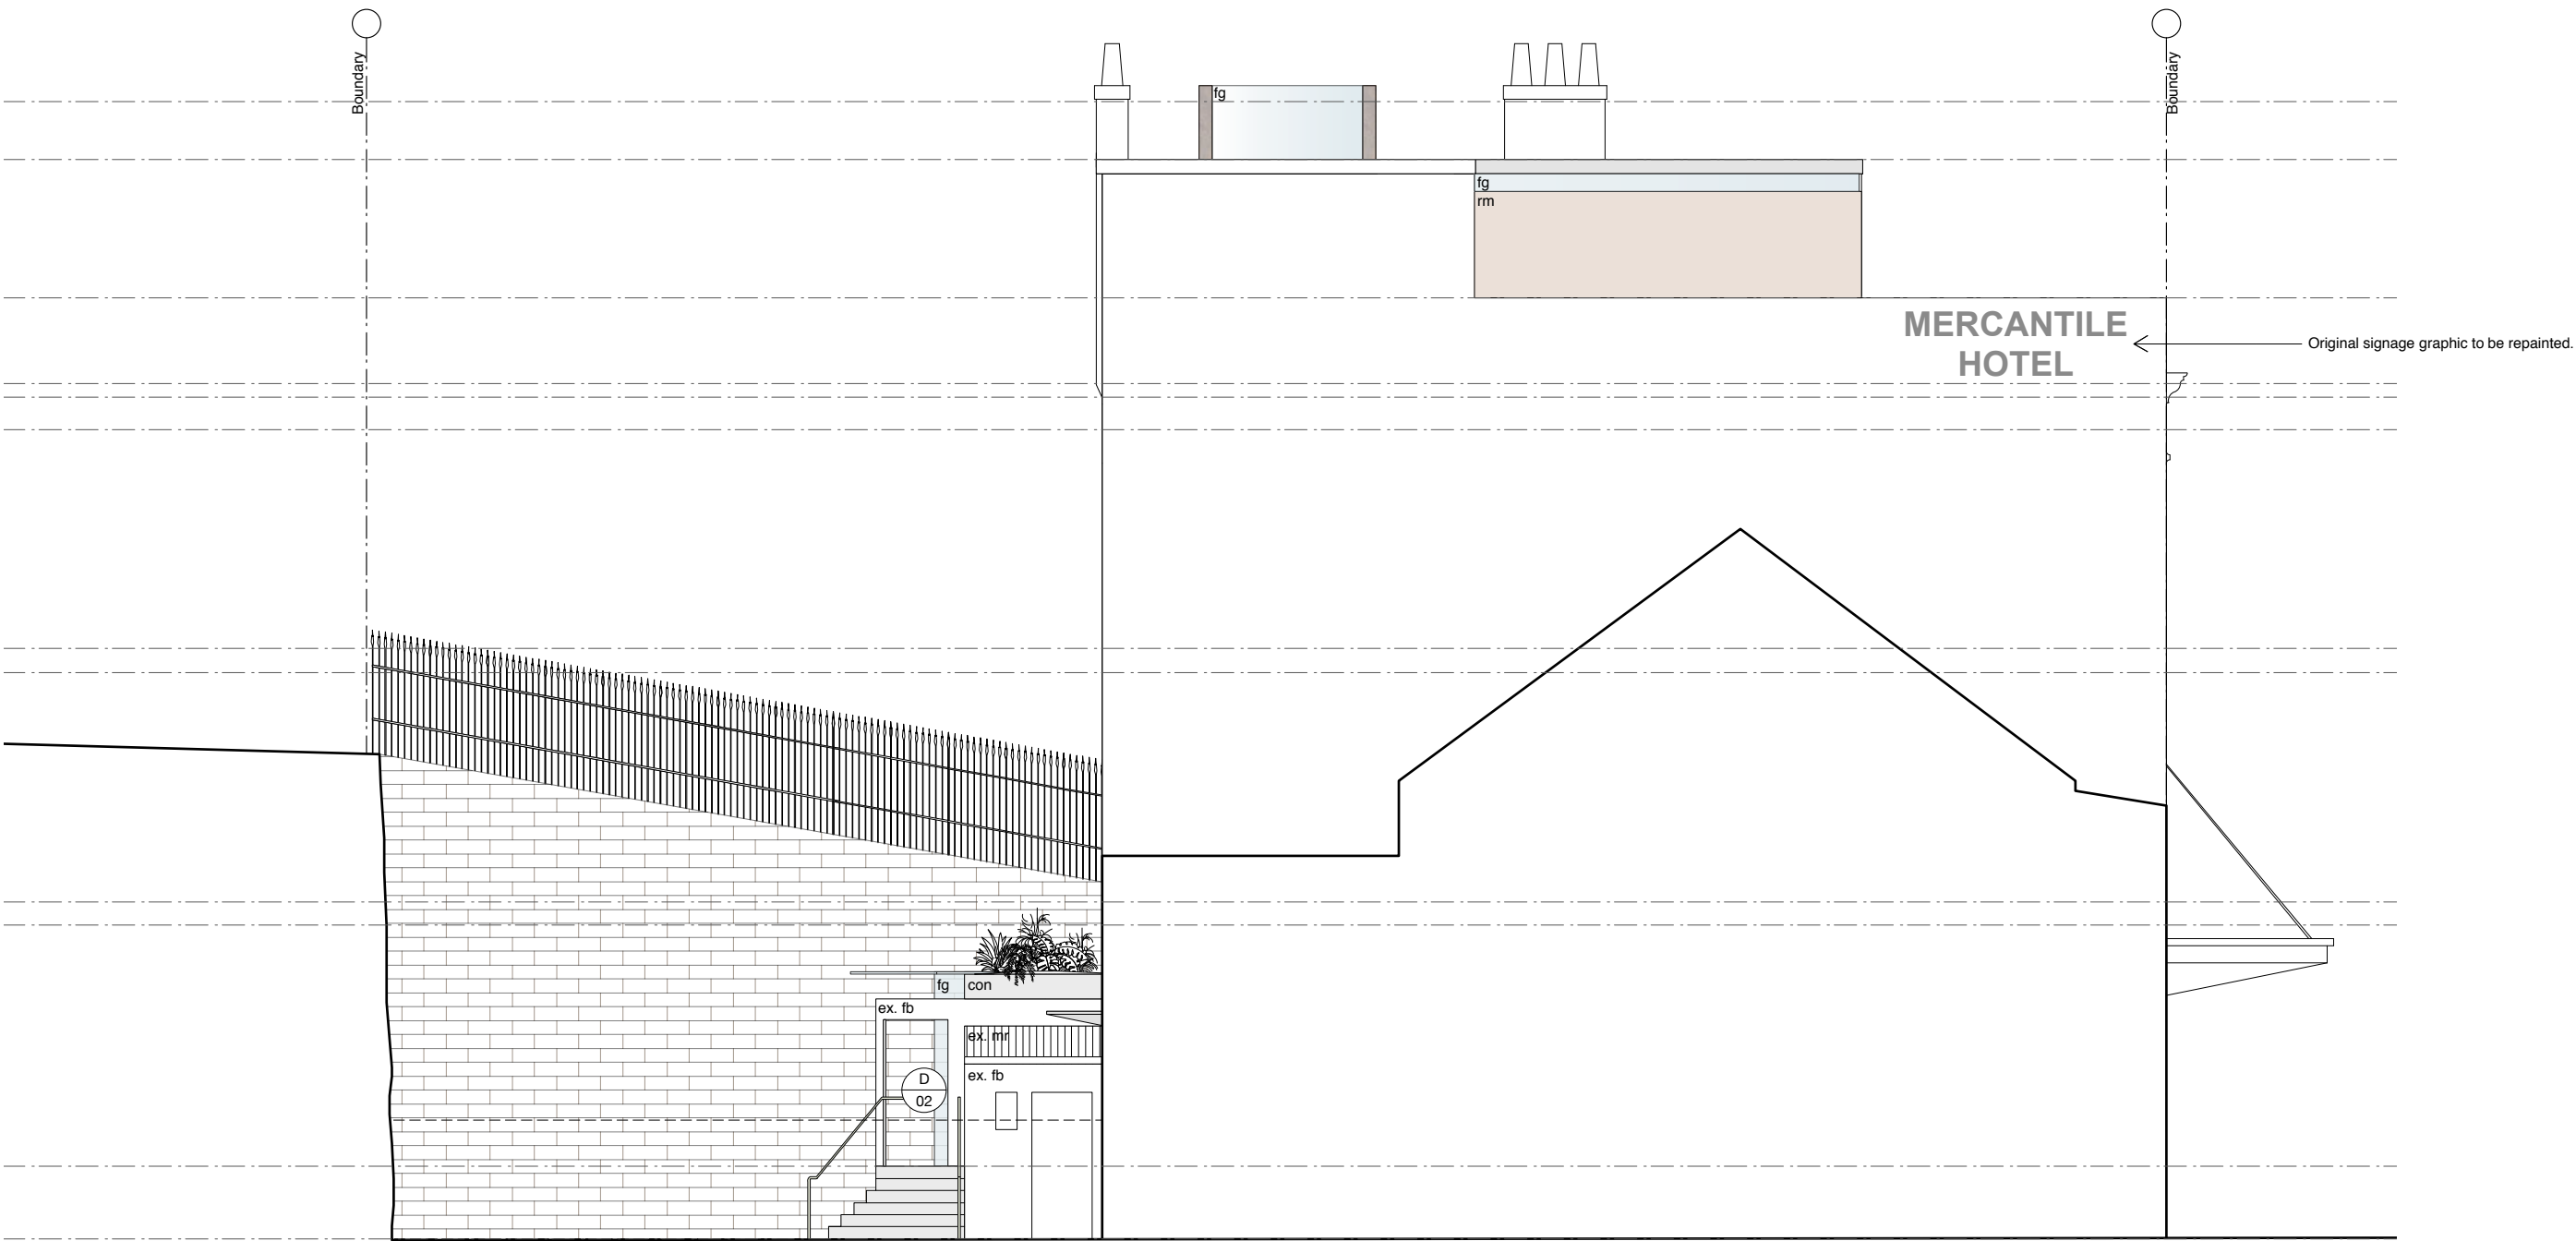 Boundary
Boundary
fg
fg
rm
MERCANTILE
HOTEL
Original signage graphic to be repainted.
fg
con
ex. fb
ex. mr
ex. fb
D
02